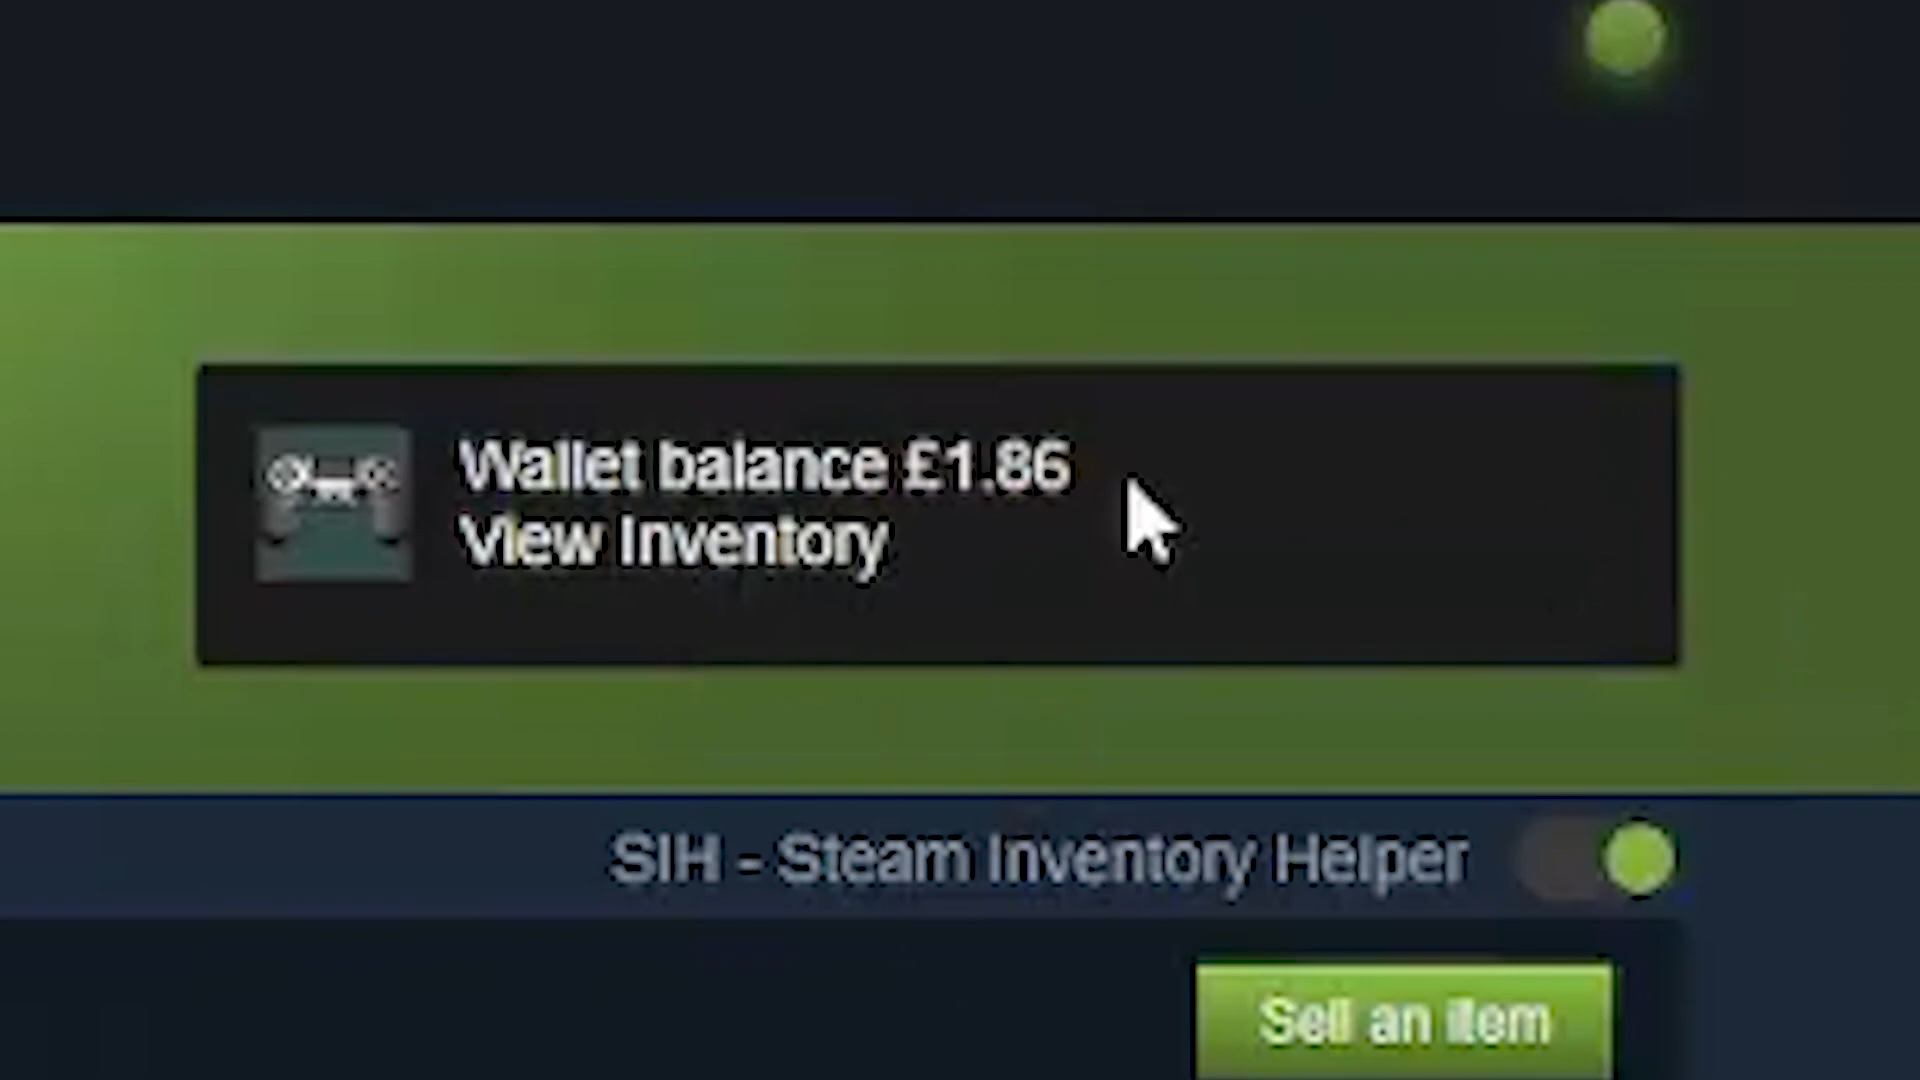 Wallet balance £1.86
View Inventory
SIH - Steam Inventory Helper
Sell an item